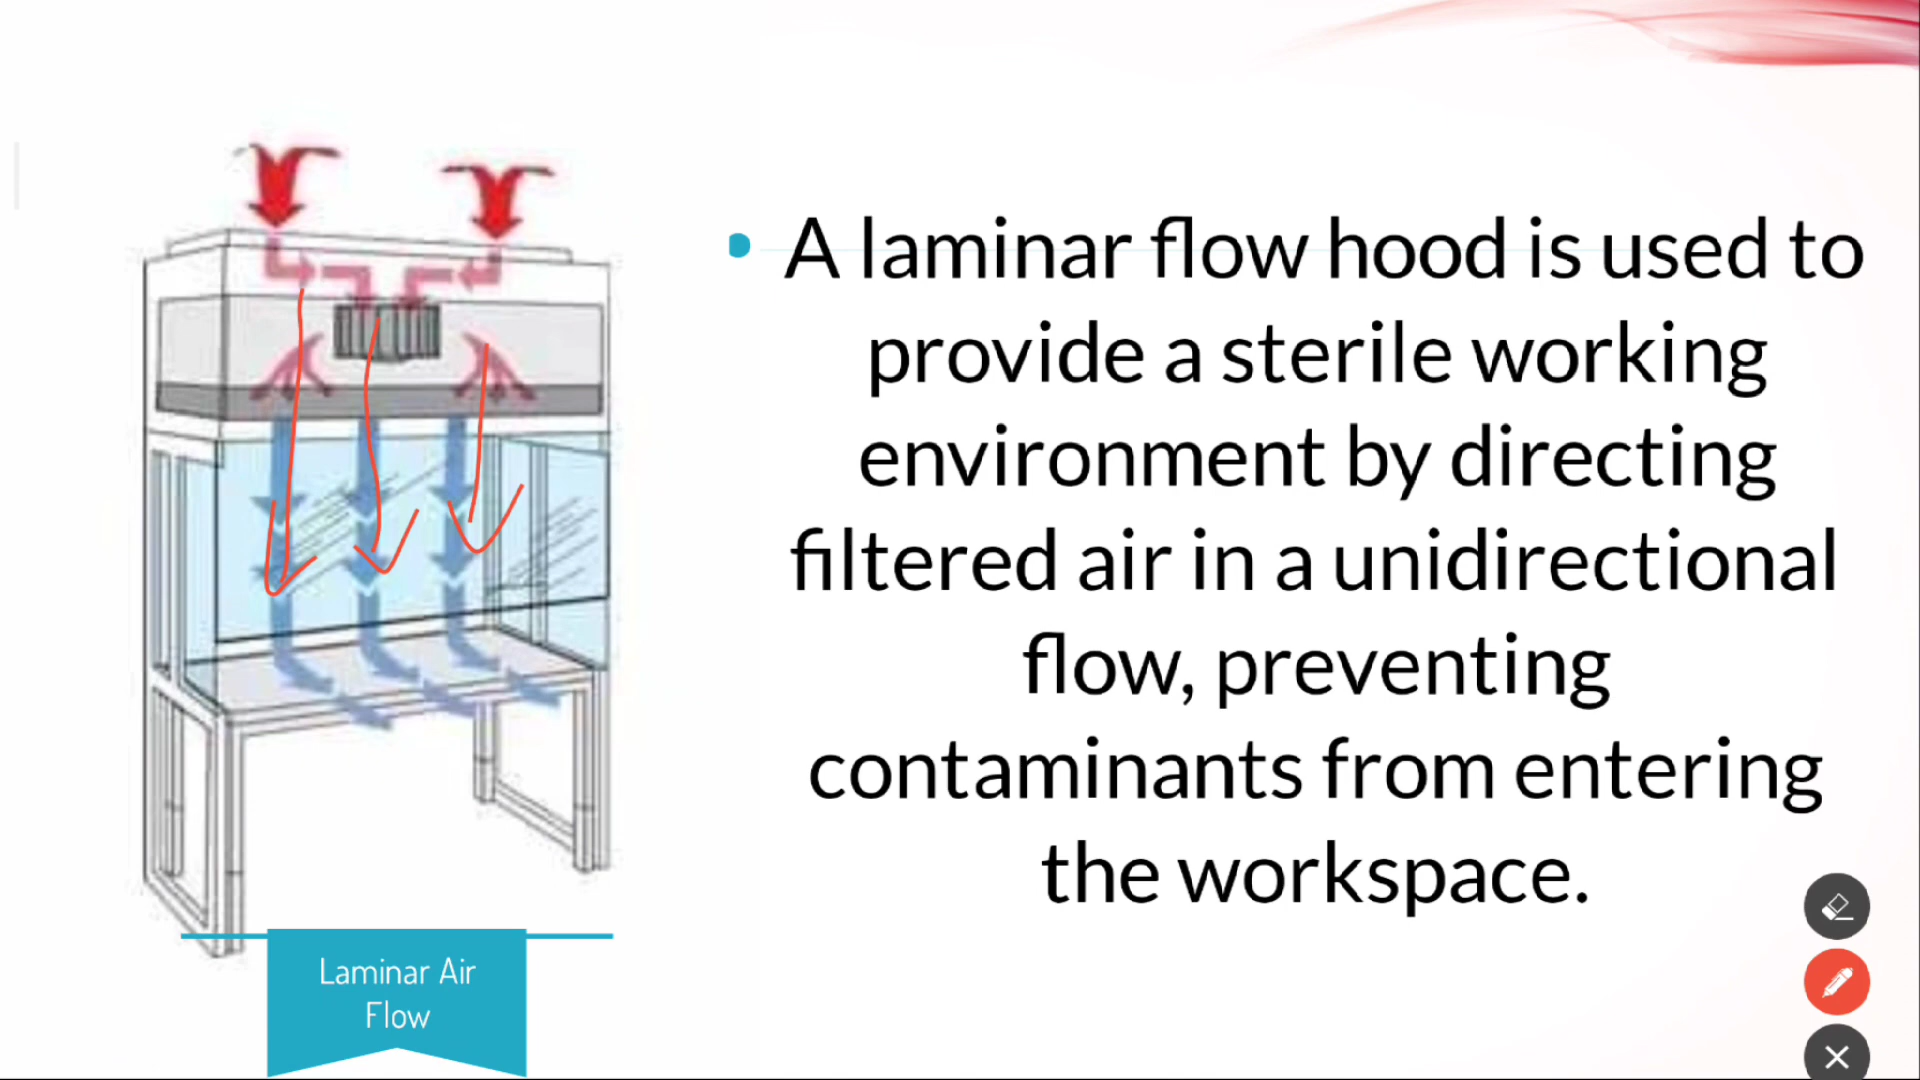 • A laminar flow hood is used to
provide a sterile working
environment by directing
filtered air in a unidirectional
flow, preventing
contaminants from entering
the workspace.
Laminar Air
Flow